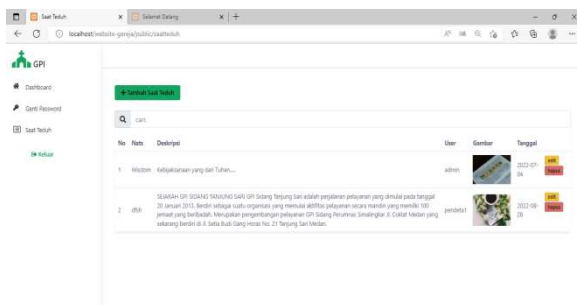 Saat Teduh
Selamat Datang
localhost/website-gereja/public/saatteduh
GPI
Dashboard
Ganti Password
Saat Teduh
Keluar
+ Tambah Saat Teduh
cari..
No Nats Deskripsi User Gambar Tanggal
1 Wisdom Kebijaksanaan yang dari Tuhan.... admin 2022-07-04 edit hapus
SEJARAH GPI SIDANG TANJUNG SARI GPI Sidang Tanjung Sari adalah perjalanan pelayanan yang dimulai pada tanggal
20 Januari 2013. Berdiri sebagai suatu organisasi yang memulai aktifitas pelayanan secara mandiri yang memiliki 100
2 pendeta1 2022-08- edit hapus
jemaat yang beribadah. Merupakan pengembangan pelayanan GPI Sidang Perumnas Simalingkar Jl. Coklat Medan yang
sekarang berdiri di Jl. Setia Budi Gang Horas No. 21 Tanjung Sari Medan.